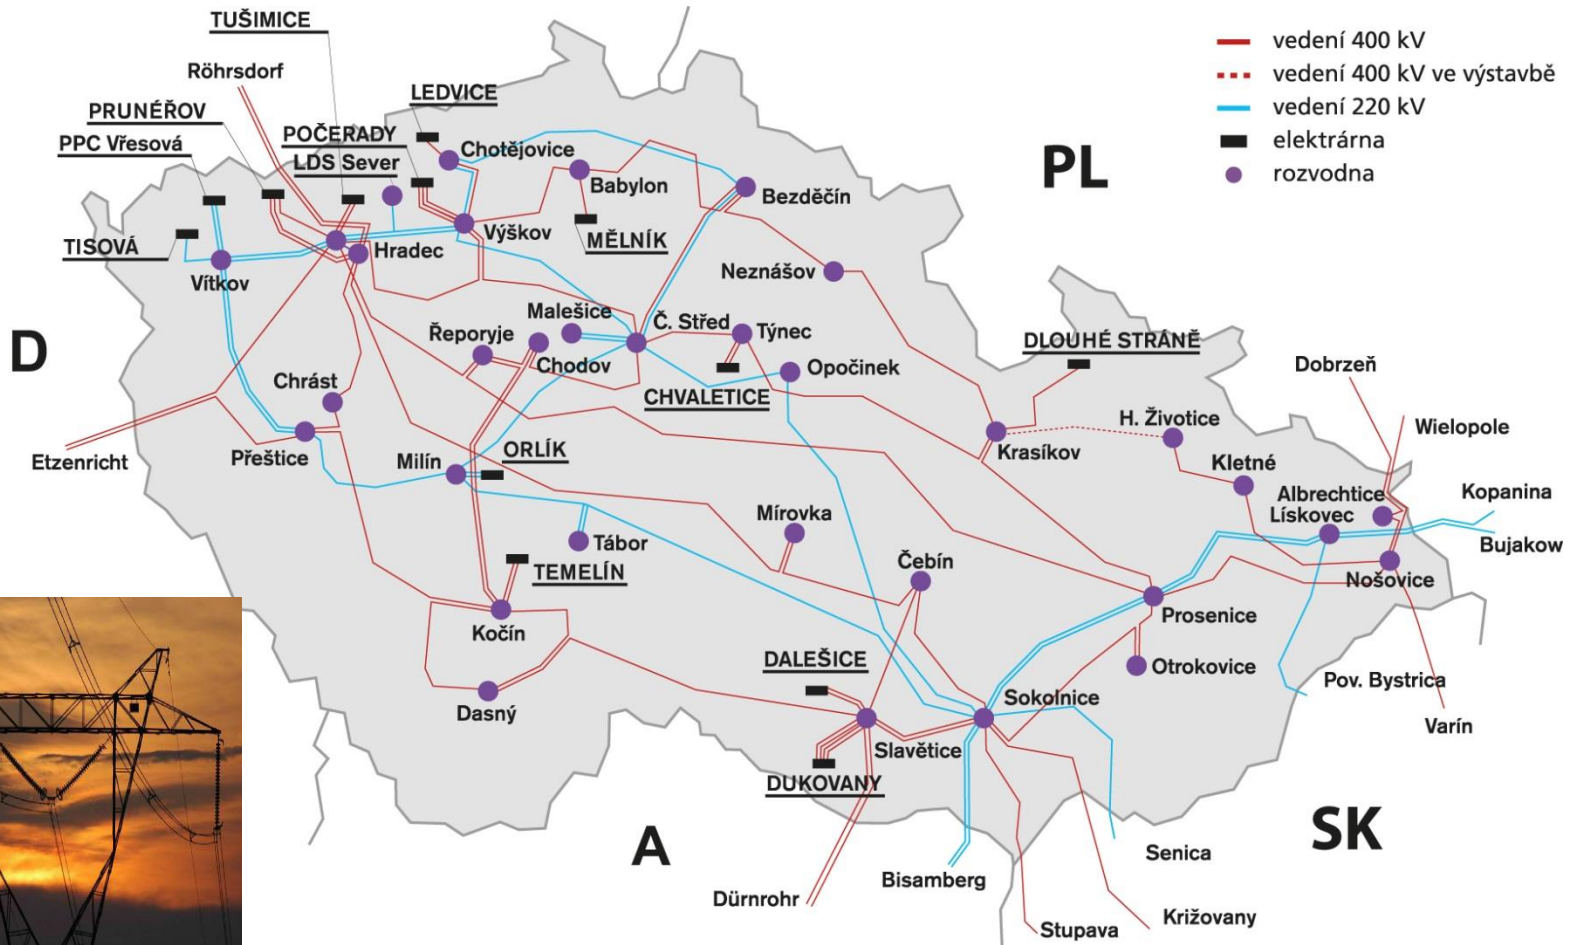 TUŠIMICE
Röhrsdorf
LEDVICE
PRUNÉŘOV
POČERADY
PPC Vřesová
LDS Sever
Chotějovice
Babylon
Bezděčín
TISOVÁ
Hradec
Výškov
MĚLNÍK
Vítkov
Neznášov
vedení 400 kV
vedení 400 kV ve výstavbě
vedení 220 kV
elektrárna
rozvodna
PL
D
Malešice
Řeporyje
Č. Střed
Týnec
Chodov
Opočinek
DLOUHÉ STRÁNĚ
Dobrzeň
Chrást
CHVALETICE
H. Životice
Wielopole
Etzenricht
Přeštice
Milín
ORLÍK
Krasíkov
Kletné
Albrechtice
Kopanina
Lískovec
Mírovka
Bujakow
Tábor
TEMELÍN
Čebín
Nošovice
Kočín
Prosenice
DALEŠICE
Otrokovice
Pov. Bystrica
Dasný
Sokolnice
Varín
Slavětice
DUKOVANY
A
SK
Senica
Bisamberg
Dürnrohr
Križovany
Stupava